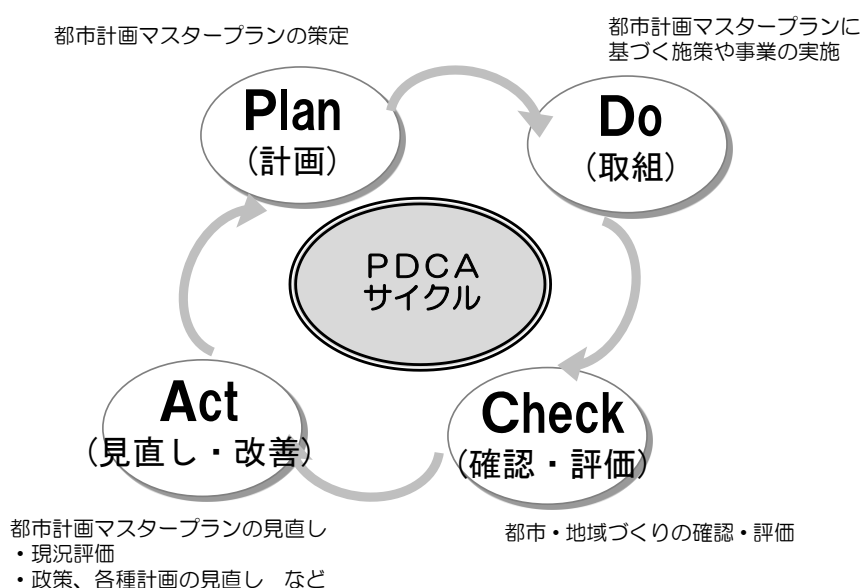 都市計画マスタープランの策定
Plan
(計画)
都市計画マスタープランに
基づく施策や事業の実施
Do
(取組)
PDCA
サイクル
Act
(見直し・改善)
都市計画マスタープランの見直し
・現況評価
・政策、各種計画の見直し　など
Check
(確認・評価)
都市・地域づくりの確認・評価